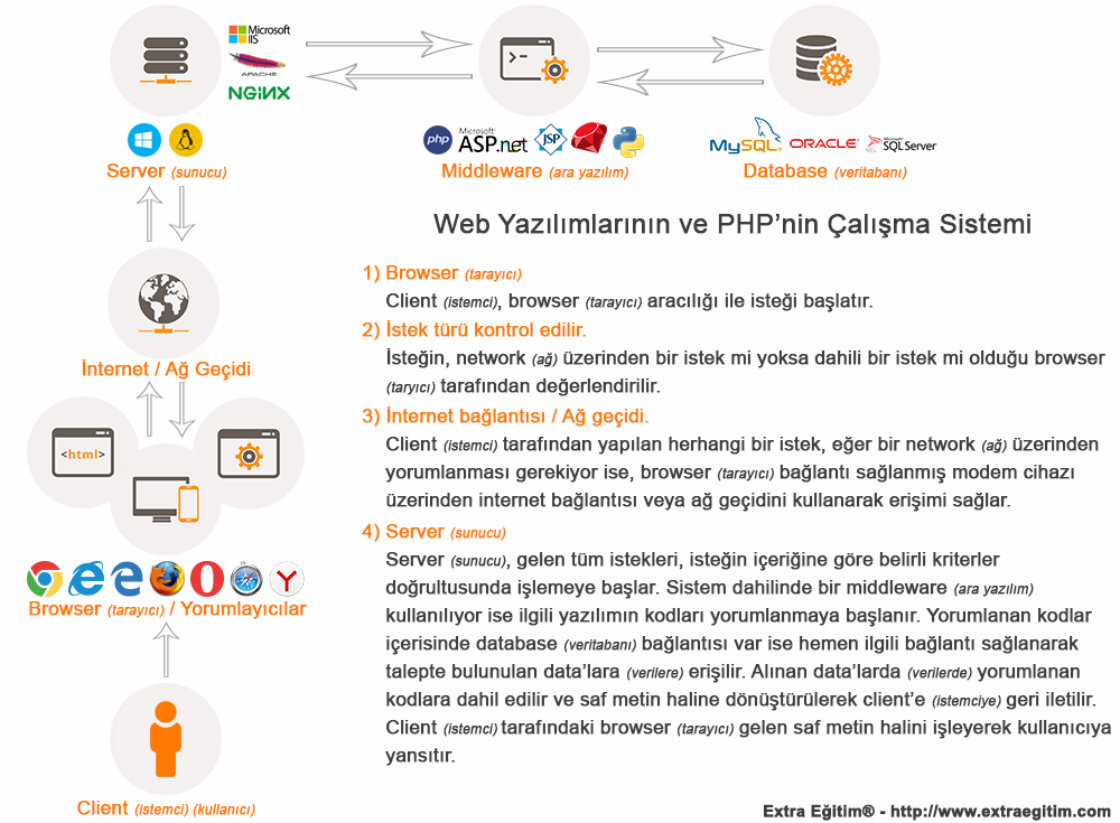 Microsoft
IIS
APACHE
NGINX
php
Microsoft
ASP.net
JSP
MySQL.
ORACLE
Microsoft
SQL Server
Server (sunucu)
Middleware (ara yazılım)
Database (veritabanı)
Web Yazılımlarının ve PHP'nin Çalışma Sistemi
1) Browser (tarayıcı)
Client (istemci), browser (tarayıcı) aracılığı ile isteği başlatır.
2) İstek türü kontrol edilir.
İsteğin, network (ağ) üzerinden bir istek mi yoksa dahili bir istek mi olduğu browser
(taryıcı) tarafından değerlendirilir.
3) İnternet bağlantısı / Ağ geçidi.
Client (istemci) tarafından yapılan herhangi bir istek, eğer bir network (ağ) üzerinden
yorumlanması gerekiyor ise, browser (tarayıcı) bağlantı sağlanmış modem cihazı
üzerinden internet bağlantısı veya ağ geçidini kullanarak erişimi sağlar.
4) Server (sunucu)
Server (sunucu), gelen tüm istekleri, isteğin içeriğine göre belirli kriterler
doğrultusunda işlemeye başlar. Sistem dahilinde bir middleware (ara yazılım)
kullanılıyor ise ilgili yazılımın kodları yorumlanmaya başlanır. Yorumlanan kodlar
içerisinde database (veritabanı) bağlantısı var ise hemen ilgili bağlantı sağlanarak
talepte bulunulan data'lara (verilere) erişilir. Alınan data'larda (verilerde) yorumlanan
kodlara dahil edilir ve saf metin haline dönüştürülerek client'e (istemciye) geri iletilir.
Client (istemci) tarafındaki browser (tarayıcı) gelen saf metin halini işleyerek kullanıcıya
yansıtır.
İnternet / Ağ Geçidi
<html>
Browser (tarayıcı) / Yorumlayıcılar
Client (istemci) (kullanıcı)
Extra Eğitim® - http://www.extraegitim.com